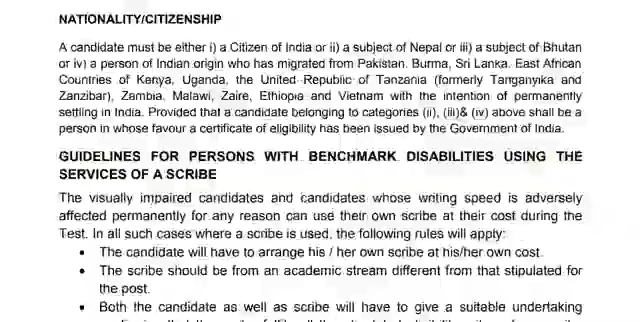 NATIONALITY/CITIZENSHIP
A candidate must be either i) a Citizen of India or ii) a subject of Nepal or iii) a subject of Bhutan
or iv) a person of Indian origin who has migrated from Pakistan. Burma, Sri Lanka. East African
Countries of Kenya, Uganda, the United Republic of Tanzania (formerly Tanganyika and
Zanzibar), Zambia. Malawi, Zaire, Ethiopia and Vietnam with the intention of permanently
settling in India. Provided that a candidate belonging to categories (ii), (iii)& (iv) above shall be a
person in whose favour a certificate of eligibility has been issued by the Government of India.
GUIDELINES FOR PERSONS WITH BENCHMARK DISABILITIES USING THE
SERVICES OF A SCRIBE
The visually impaired candidates and candidates whose writing speed is adversely
affected permanently for any reason can use their own scribe at their cost during the
Test. In all such cases where a scribe is used, the following rules will apply:
• The candidate will have to arrange his / her own scribe at his/her own cost.
• The scribe should be from an academic stream different from that stipulated for
the post.
• Both the candidate as well as scribe will have to give a suitable undertaking